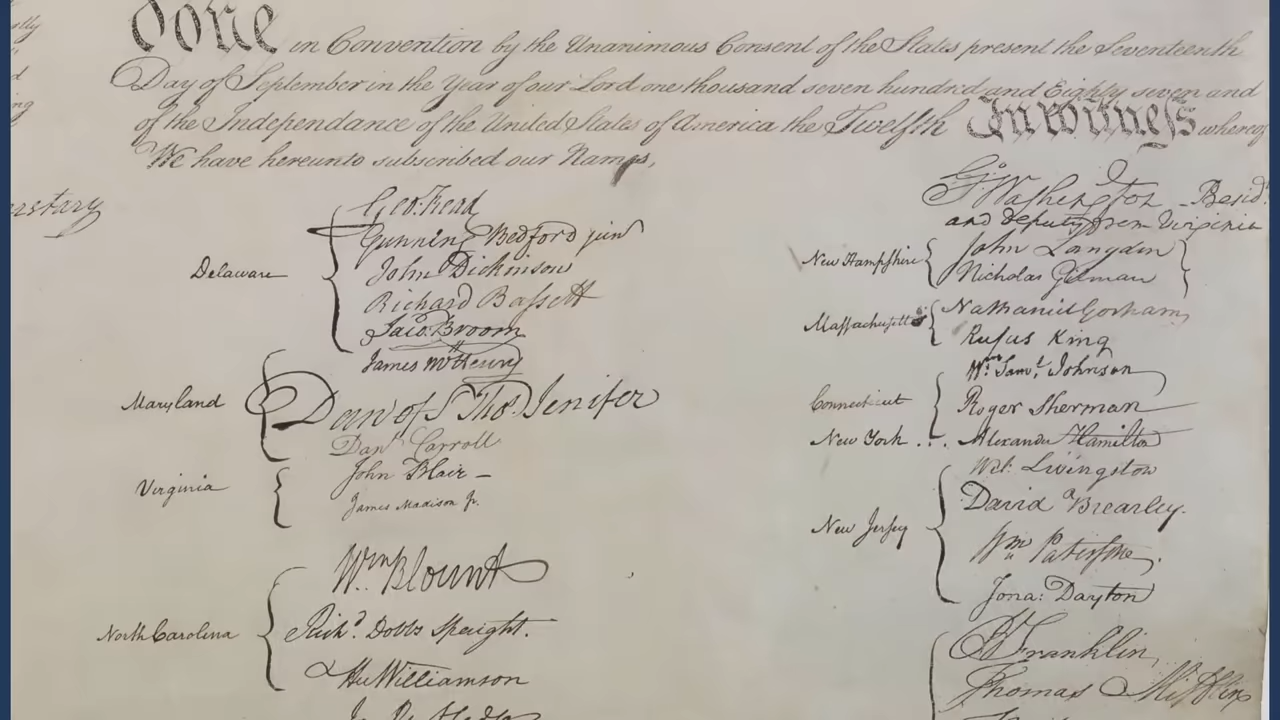 lly
d
ng
erstary
Done in Convention by the Unanimous Consent of the States present the Seventeenth
Day of September in the Year of our Lord one thousand seven hundred and Eighty seven and
of the Independance of the United States of America the Twelfth In Witness whereof
We have hereunto subscribed our Names,
Delaware
Geo: Read
Gunning Bedford jun
John Dickinson
Richard Bassett
Jaco: Broom
Maryland
James McHenry
Dan of St Thos. Jenifer
Danl Carroll
Virginia
John Blair —
James Madison Jr.
North Carolina
Wm Blount
Richd. Dobbs Spaight.
Hu Williamson
Go. Washington Presidt.
and deputy from Virginia
New Hampshire
John Langdon
Nicholas Gilman
Massachusetts
Nathaniel Gorham
Rufus King
Connecticut
Wm. Saml. Johnson
Roger Sherman
New York . . .
Alexander Hamilton
New Jersey
Wil: Livingston
David Brearley.
Wm Paterson.
Jona: Dayton
B Franklin
Thomas Mifflin